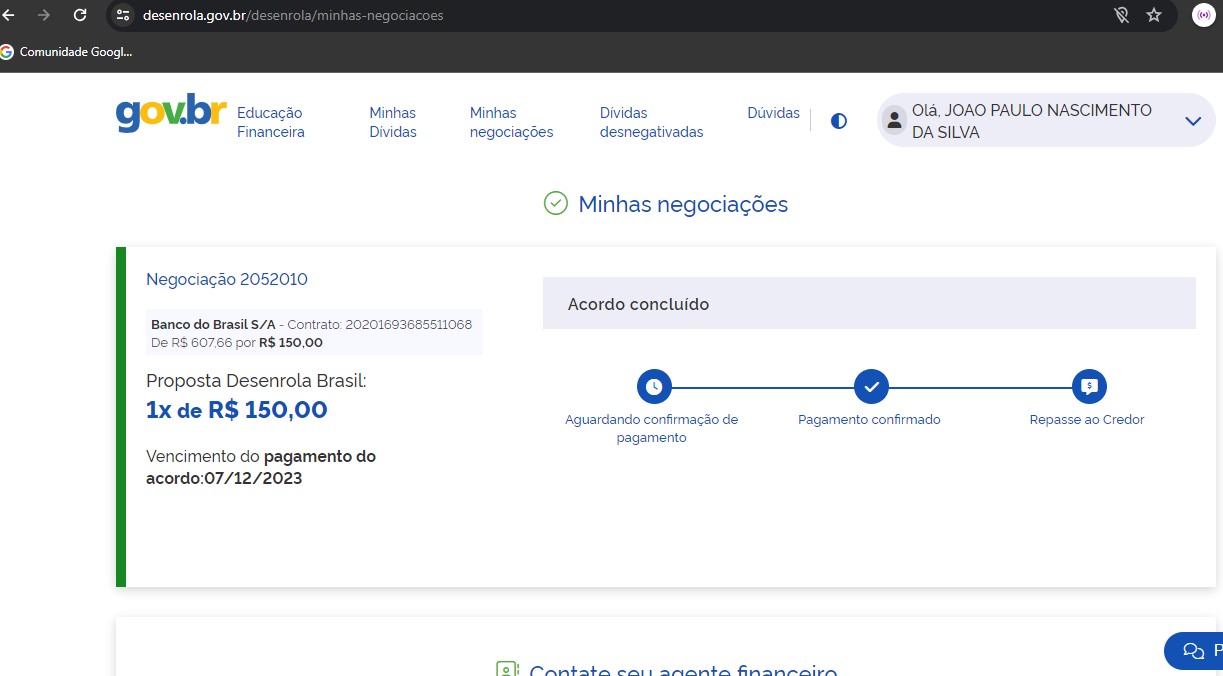 desenrola.gov.br/desenrola/minhas-negociacoes
Comunidade Googl...
gov.br
Educação
Financeira
Minhas
Dívidas
Minhas
negociações
Dívidas
desnegativadas
Dúvidas
Olá, JOAO PAULO NASCIMENTO
DA SILVA
Minhas negociações
Negociação 2052010
Banco do Brasil S/A - Contrato: 20201693685511068
De R$ 607,66 por R$ 150,00
Proposta Desenrola Brasil:
1x de R$ 150,00
Vencimento do pagamento do
acordo:07/12/2023
Acordo concluído
Aguardando confirmação de
pagamento
Pagamento confirmado
Repasse ao Credor
Contate seu agente financeiro
P